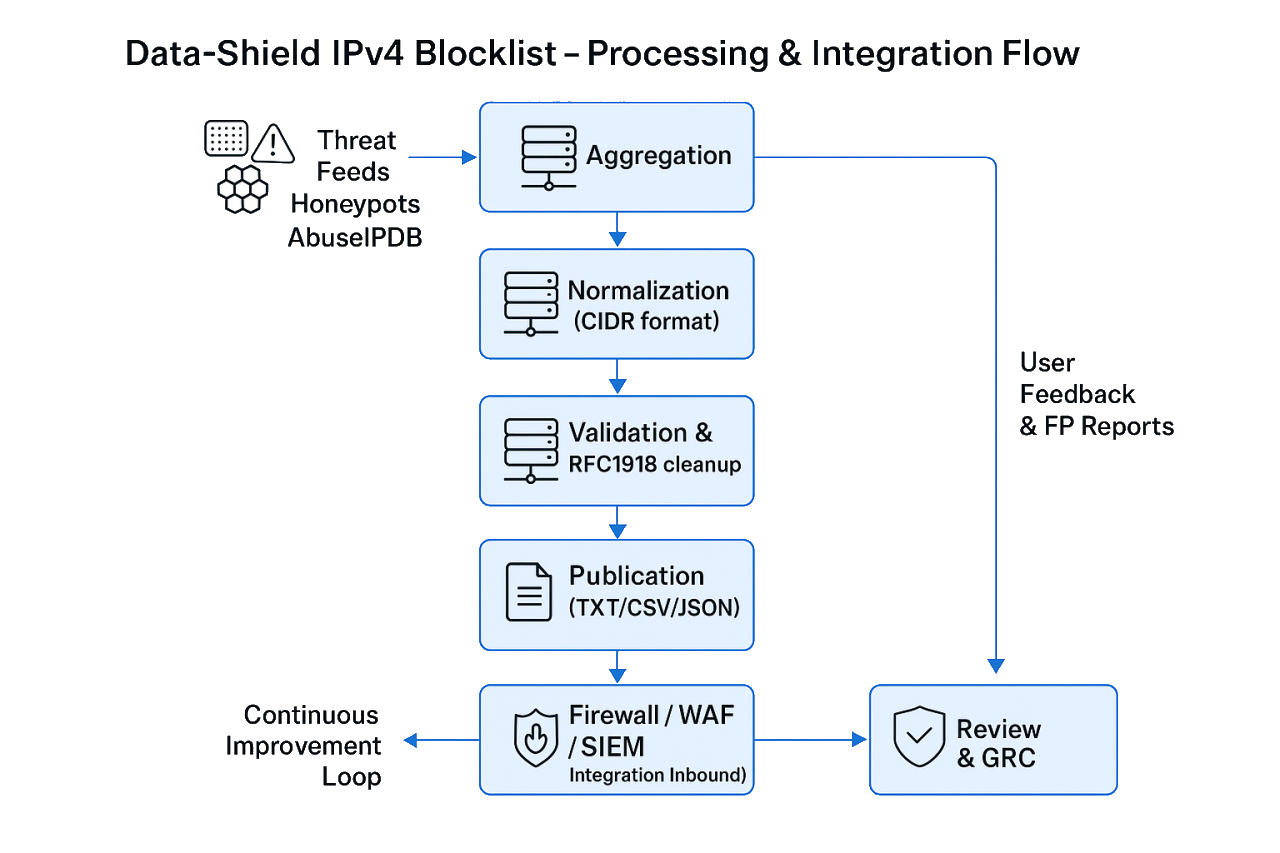 Data-Shield IPv4 Blocklist – Processing & Integration Flow
Threat
Feeds
Honeypots
AbuseIPDB
Aggregation
Normalization
(CIDR format)
Validation &
RFC1918 cleanup
Publication
(TXT/CSV/JSON)
User
Feedback
& FP Reports
Continuous
Improvement
Loop
Firewall / WAF
/ SIEM
Integration Inbound)
Review
& GRC